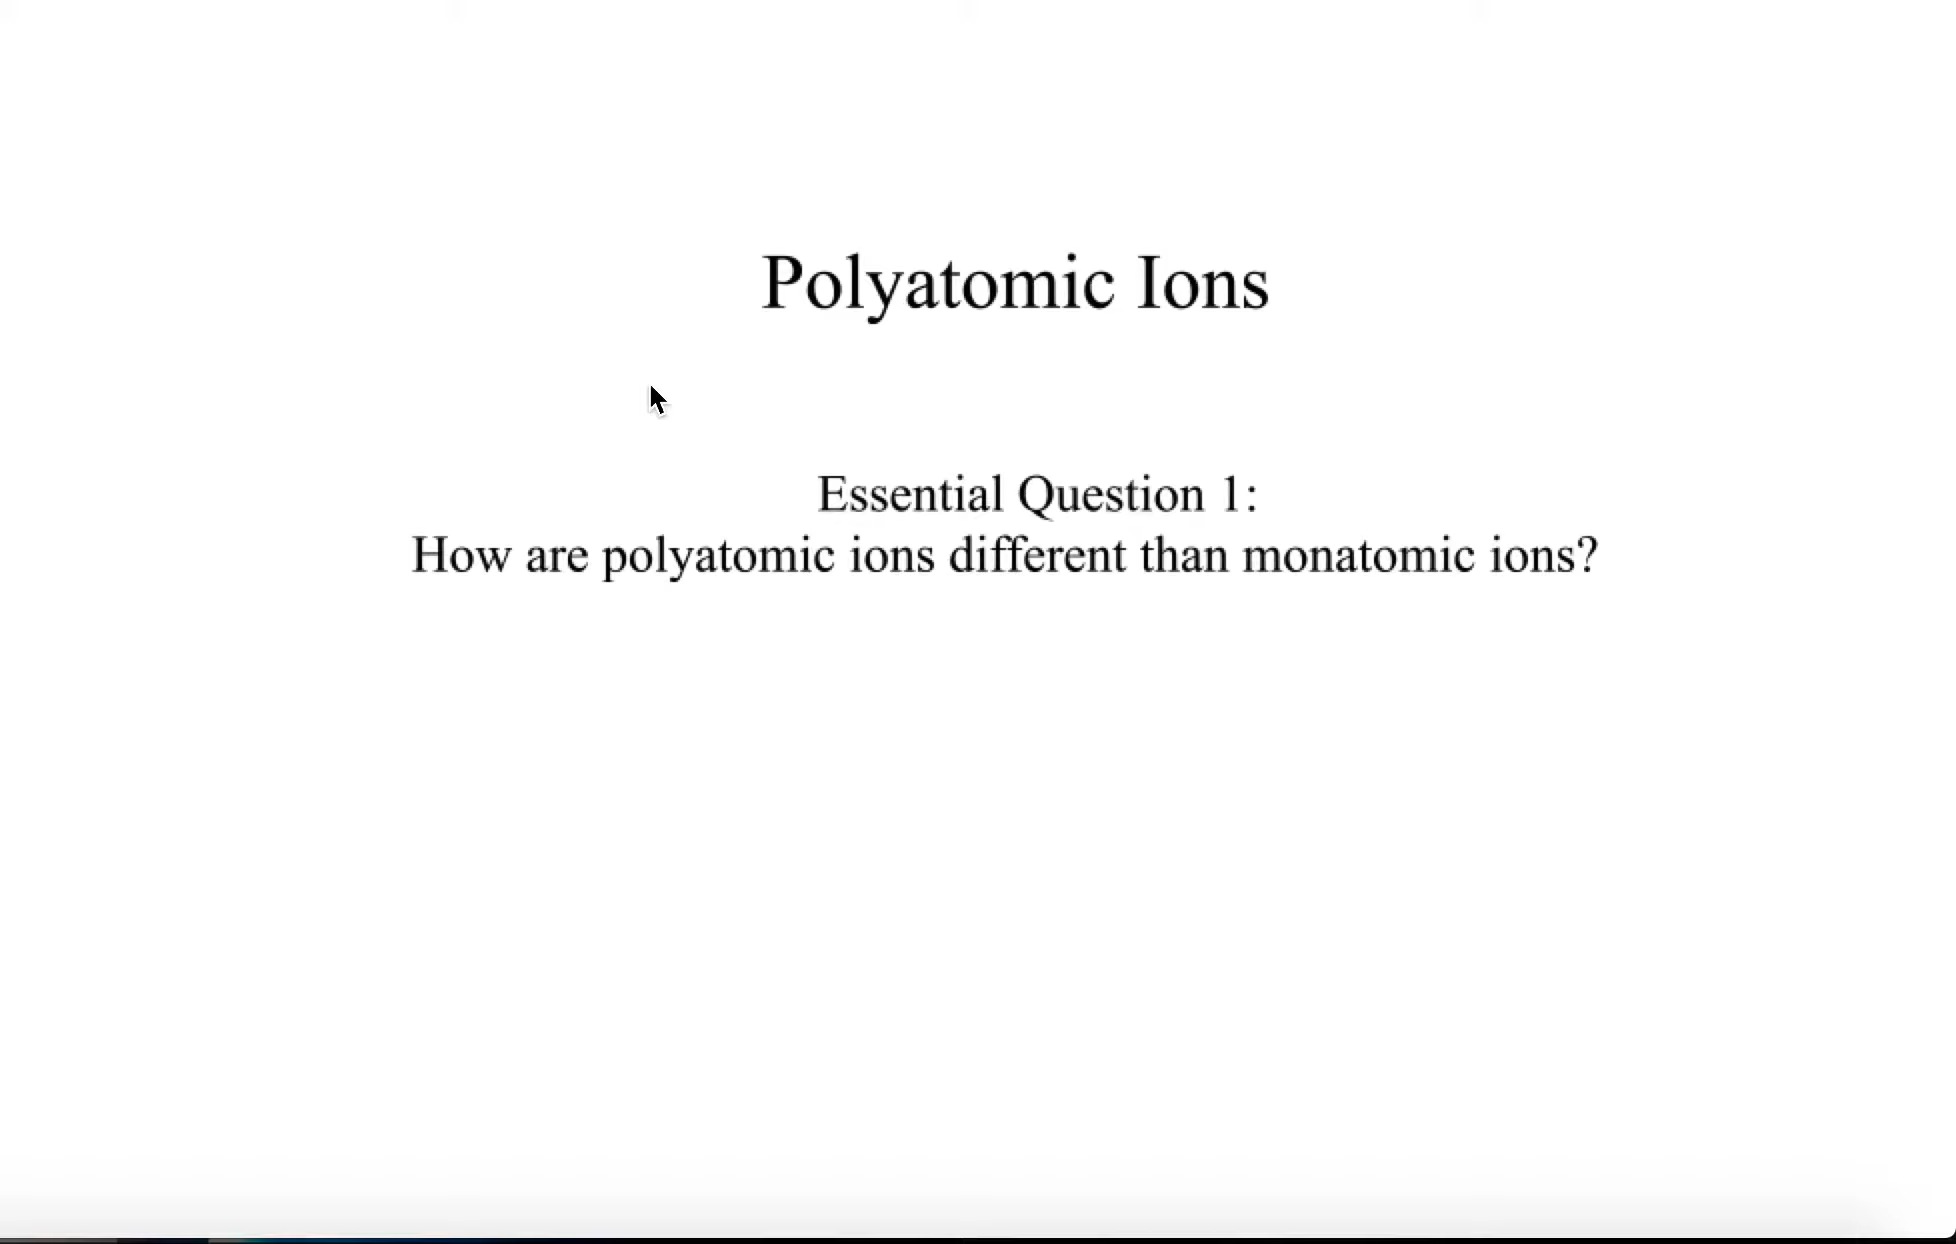 Polyatomic Ions
Essential Question 1:
How are polyatomic ions different than monatomic ions?